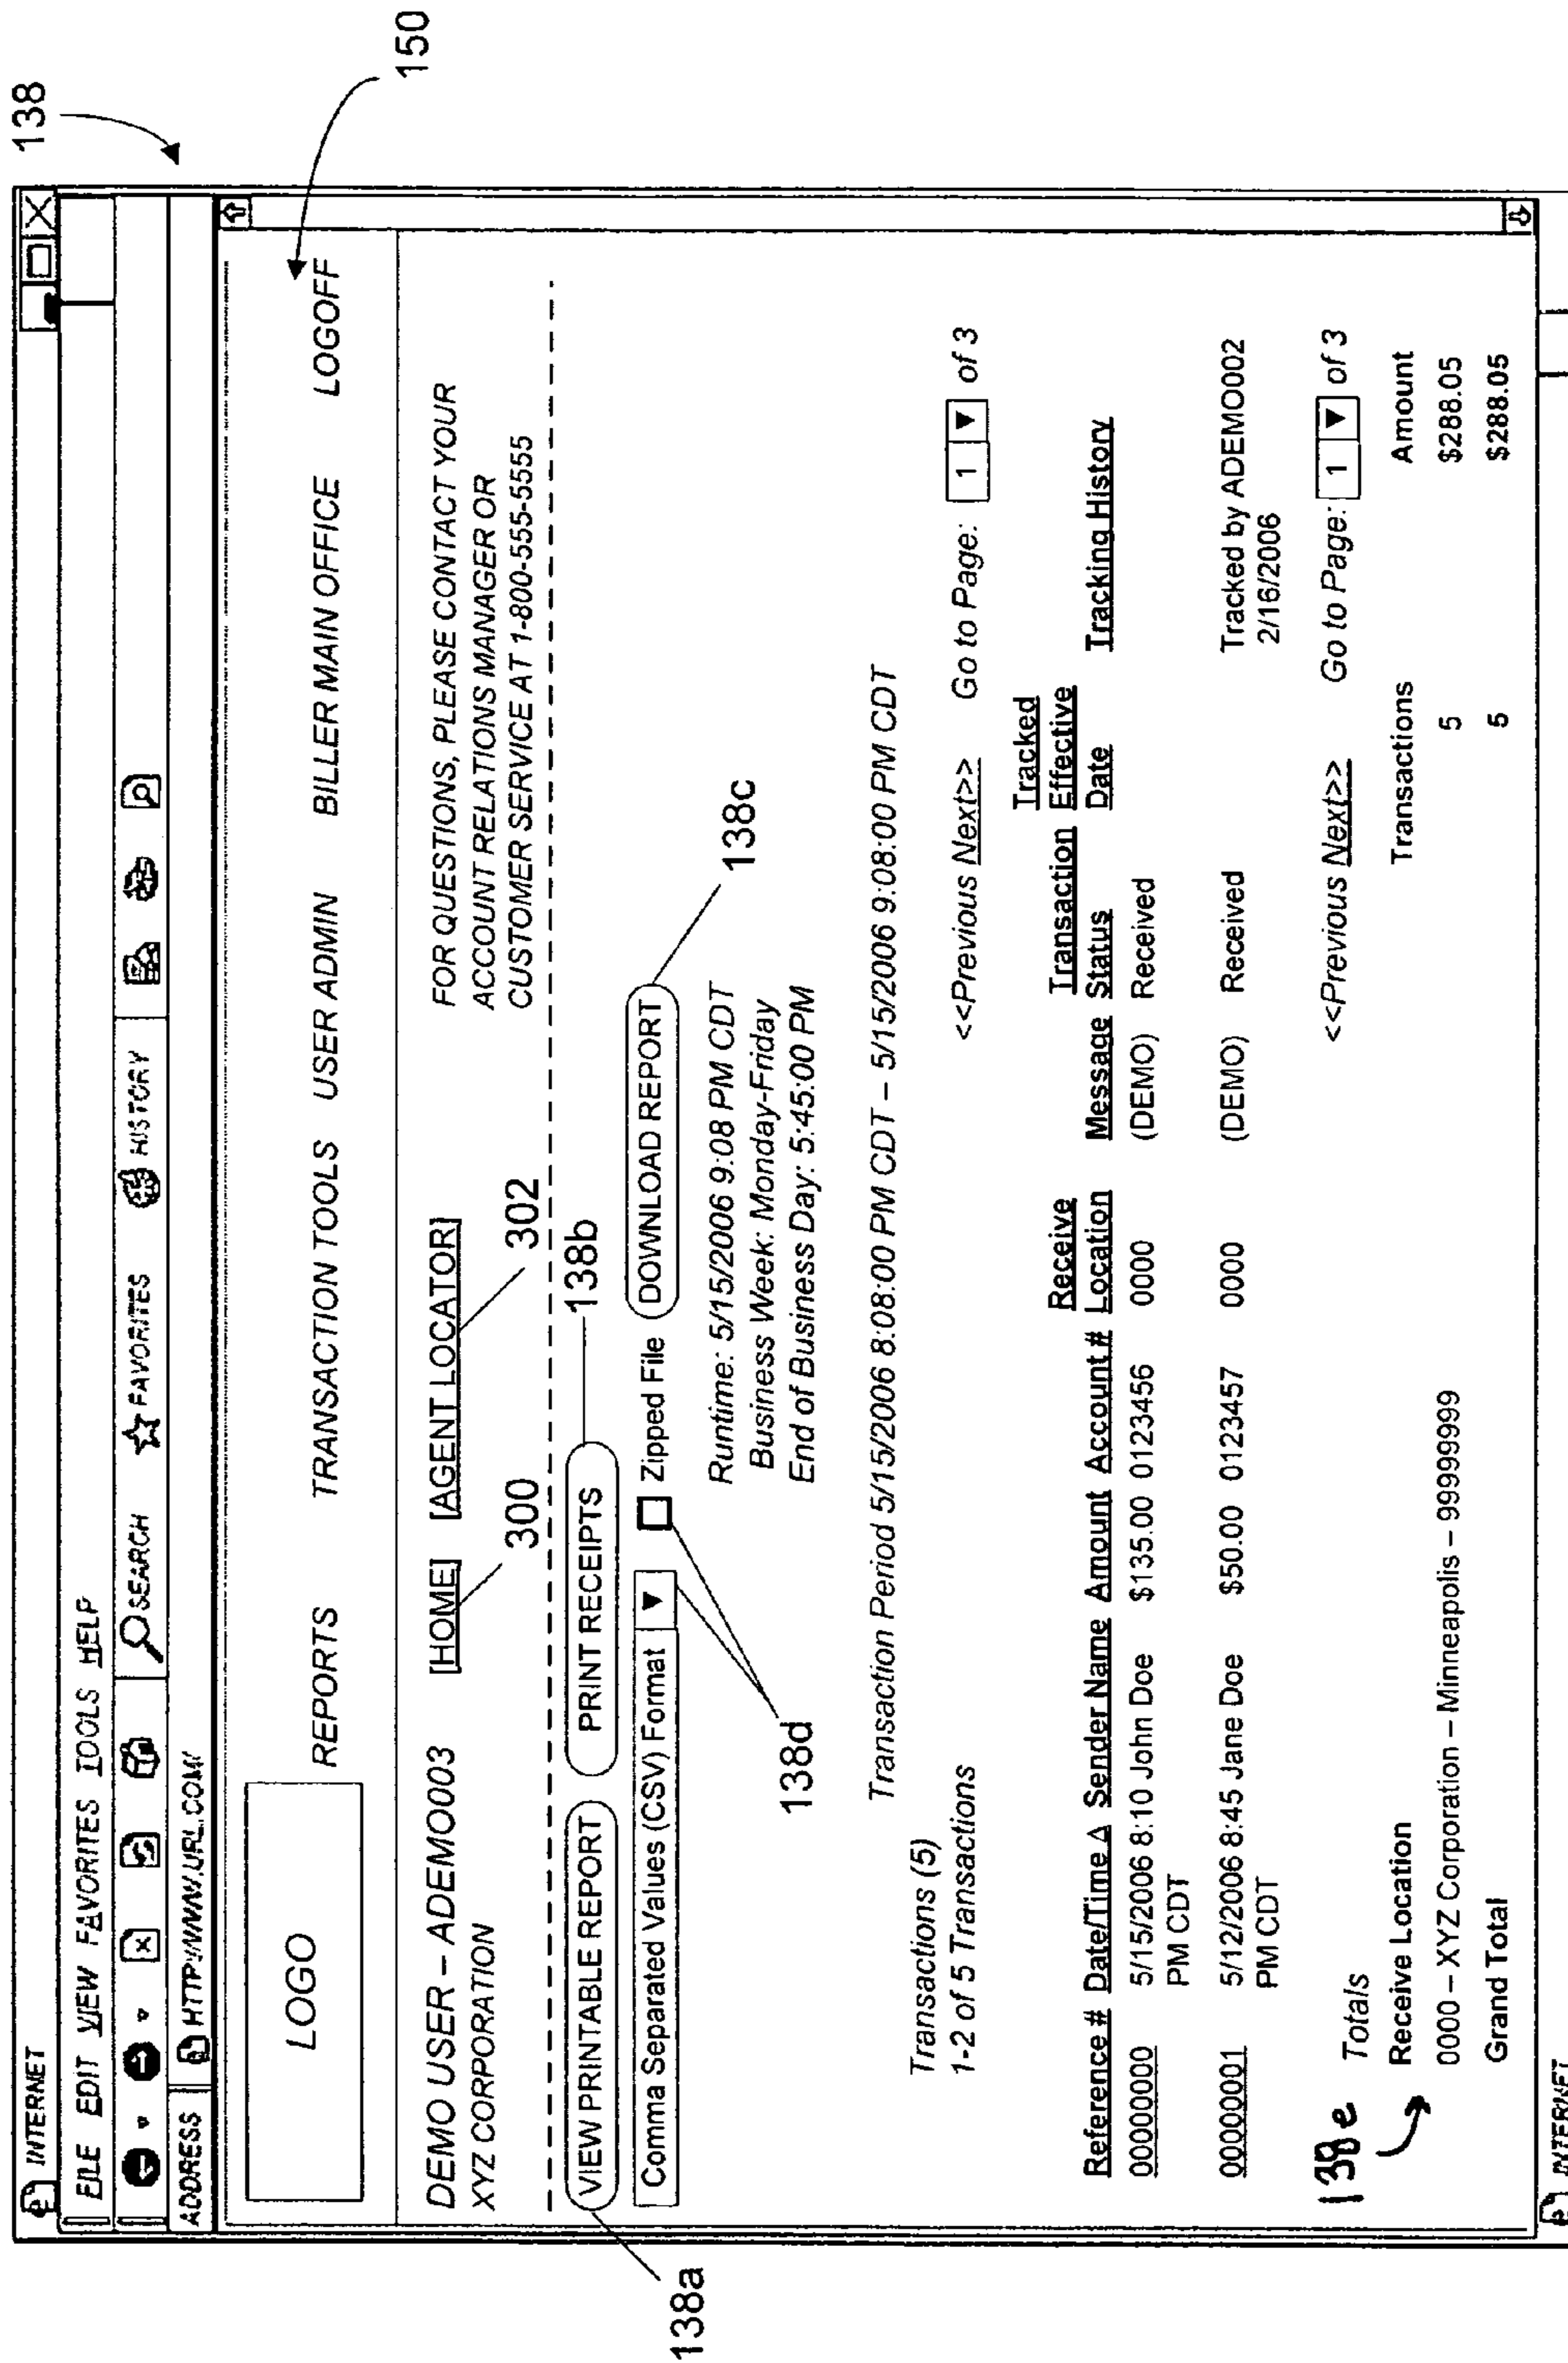 138
INTERNET
FILE EDIT VIEW FAVORITES TOOLS HELP
SEARCH FAVORITES HISTORY
ADDRESS HTTP://WWW.URL.COM/
150
LOGO REPORTS TRANSACTION TOOLS USER ADMIN BILLER MAIN OFFICE LOGOFF
DEMO USER – ADEMO003 [HOME] [AGENT LOCATOR] FOR QUESTIONS, PLEASE CONTACT YOUR
XYZ CORPORATION ACCOUNT RELATIONS MANAGER OR
CUSTOMER SERVICE AT 1-800-555-5555
300 302
138a VIEW PRINTABLE REPORT PRINT RECEIPTS 138b
Comma Separated Values (CSV) Format ▼ Zipped File DOWNLOAD REPORT 138c
138d
Runtime: 5/15/2006 9:08 PM CDT
Business Week: Monday-Friday
End of Business Day: 5:45:00 PM
Transaction Period 5/15/2006 8:08:00 PM CDT – 5/15/2006 9:08:00 PM CDT
Transactions (5)
1-2 of 5 Transactions <<Previous Next>> Go to Page: 1 ▼ of 3
Tracked
Receive Transaction Effective
Reference # Date/Time Δ Sender Name Amount Account # Location Message Status Date Tracking History
00000000 5/15/2006 8:10 John Doe $135.00 0123456 0000 (DEMO) Received
PM CDT
00000001 5/12/2006 8:45 Jane Doe $50.00 0123457 0000 (DEMO) Received Tracked by ADEMO002
PM CDT 2/16/2006
138e Totals <<Previous Next>> Go to Page: 1 ▼ of 3
Receive Location Transactions Amount
0000 – XYZ Corporation – Minneapolis – 99999999 5 $288.05
Grand Total 5 $288.05
INTERNET